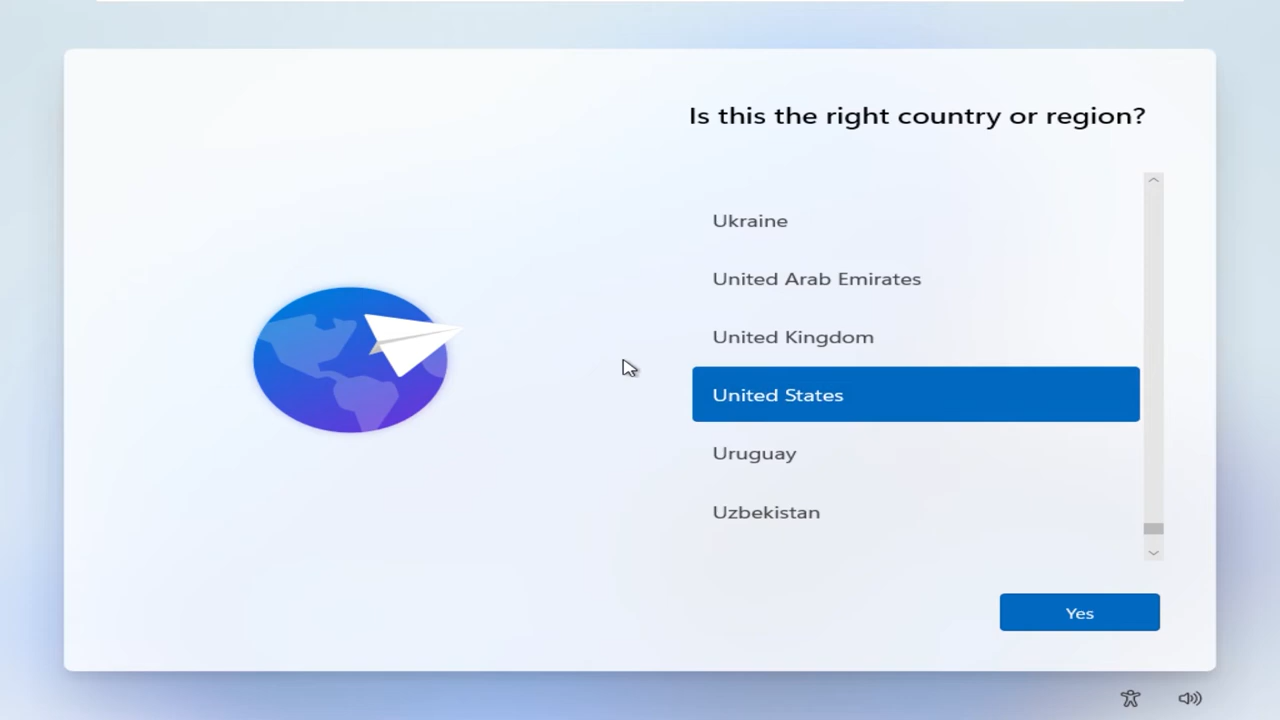 Is this the right country or region?
Ukraine
United Arab Emirates
United Kingdom
United States
Uruguay
Uzbekistan
Yes